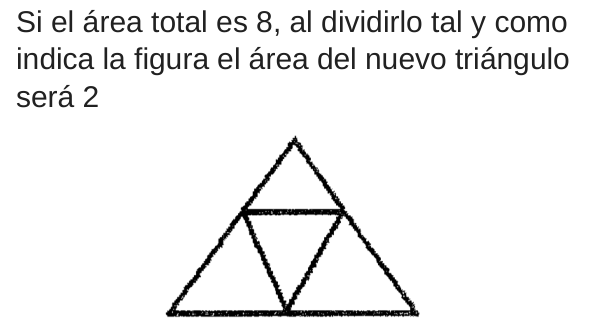 Si el área total es 8, al dividirlo tal y como
indica la figura el área del nuevo triángulo
será 2